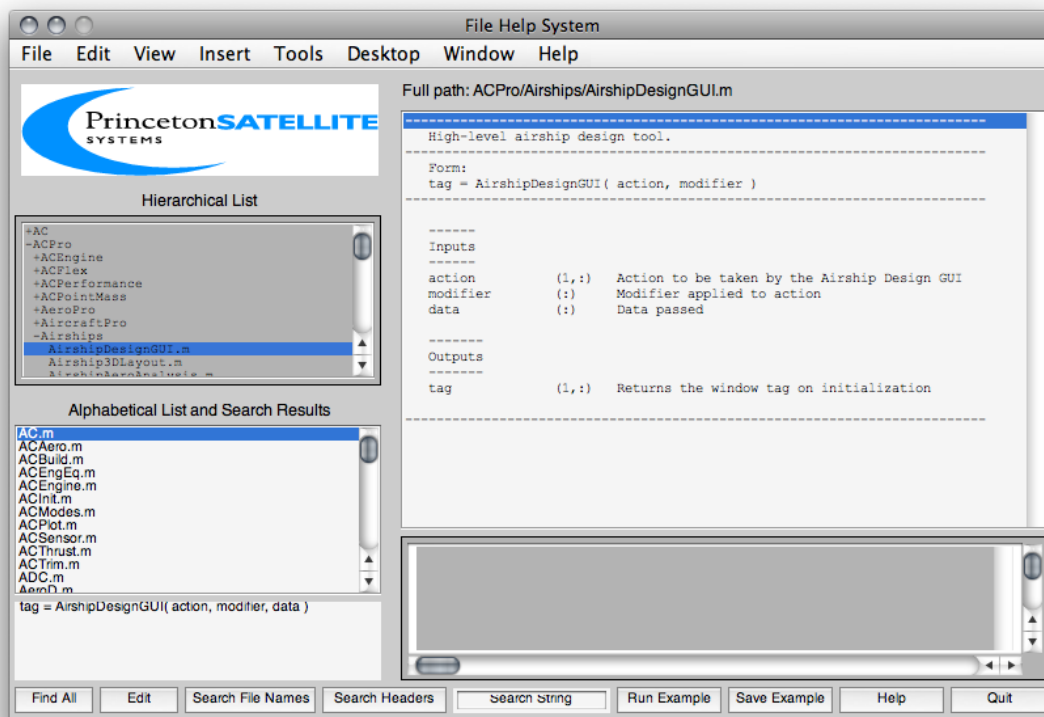 File Help System
File Edit View Insert Tools Desktop Window Help
PrincetonSATELLITE
SYSTEMS
Hierarchical List
+AC
-ACPro
+ACEngine
+ACFlex
+ACPerformance
+ACPointMass
+AeroPro
+AircraftPro
-Airships
AirshipDesignGUI.m
Airship3DLayout.m
AirshipAeroAnalysis.m
Alphabetical List and Search Results
AC.m
ACAero.m
ACBuild.m
ACEngEq.m
ACEngine.m
ACInit.m
ACModes.m
ACPlot.m
ACSensor.m
ACThrust.m
ACTrim.m
ADC.m
AeroD.m
tag = AirshipDesignGUI( action, modifier, data )
Full path: ACPro/Airships/AirshipDesignGUI.m
--------------------------------------------------------------------------
High-level airship design tool.
--------------------------------------------------------------------------
Form:
tag = AirshipDesignGUI( action, modifier )
--------------------------------------------------------------------------
------
Inputs
------
action (1,:) Action to be taken by the Airship Design GUI
modifier (:) Modifier applied to action
data (:) Data passed
-------
Outputs
-------
tag (1,:) Returns the window tag on initialization
--------------------------------------------------------------------------
Find All Edit Search File Names Search Headers Search String Run Example Save Example Help Quit